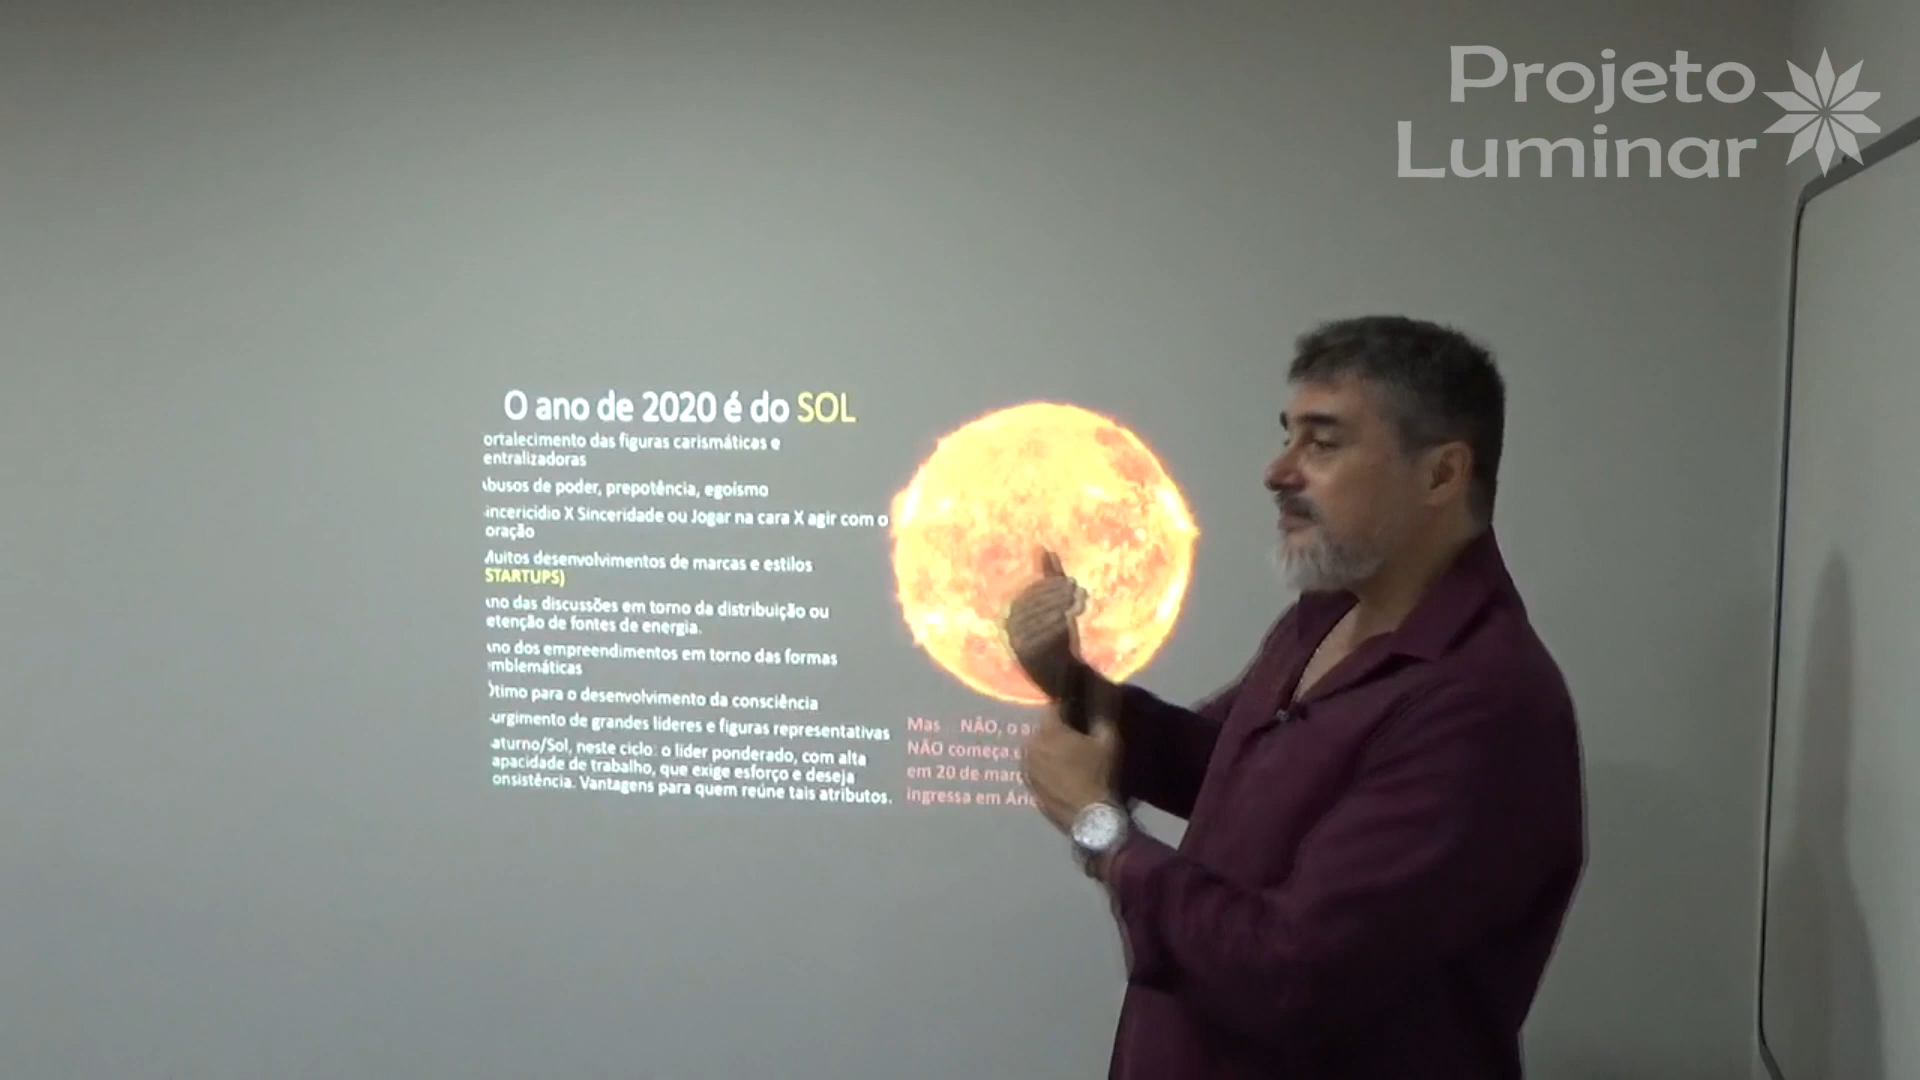 Projeto
Luminar
O ano de 2020 é do SOL
ortalecimento das figuras carismáticas e
entralizadoras
busos de poder, prepotência, egoísmo
incericídio X Sinceridade ou Jogar na cara X agir com o
oração
uitos desenvolvimentos de marcas e estilos
STARTUPS)
no das discussões em torno da distribuição ou
etenção de fontes de energia.
no dos empreendimentos em torno das formas
mblemáticas
timo para o desenvolvimento da consciência
urgimento de grandes líderes e figuras representativas
aturno/Sol, neste ciclo: o líder ponderado, com alta
apacidade de trabalho, que exige esforço e deseja
onsistência. Vantagens para quem reúne tais atributos.
Mas NÃO, o a
NÃO começa e
em 20 de març
ingressa em Árie